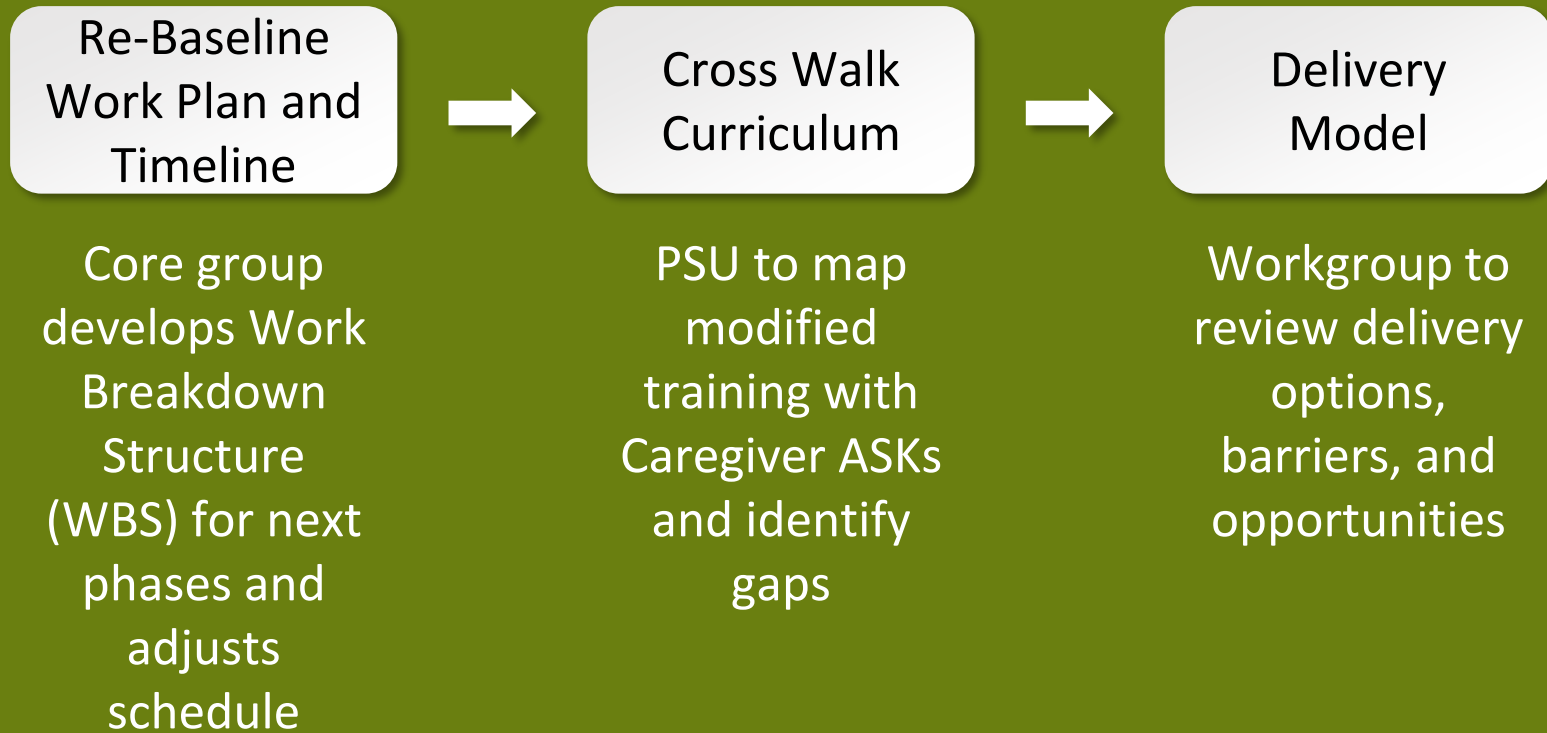 Re-Baseline
Work Plan and
Timeline
Cross Walk
Curriculum
Delivery
Model
Core group
develops Work
Breakdown
Structure
(WBS) for next
phases and
adjusts
schedule
PSU to map
modified
training with
Caregiver ASKs
and identify
gaps
Workgroup to
review delivery
options,
barriers, and
opportunities